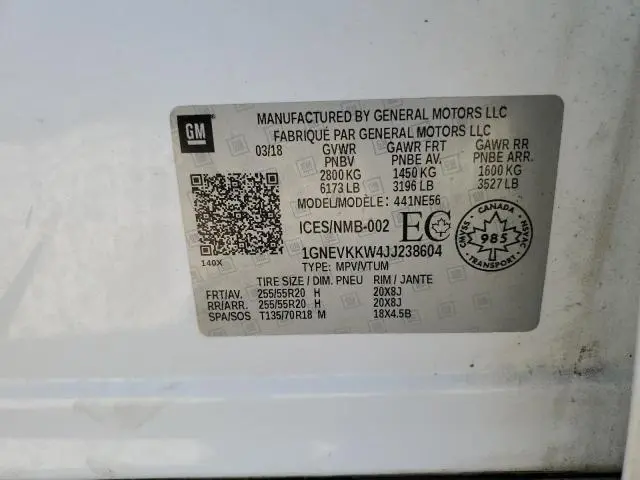 GM
MANUFACTURED BY GENERAL MOTORS LLC
FABRIQUÉ PAR GENERAL MOTORS LLC
03/18 GVWR GAWR FRT GAWR RR
PNBV PNBE AV. PNBE ARR.
2800 KG 1450 KG 1600 KG
6173 LB 3196 LB 3527 LB
MODEL/MODÈLE: 441NE56
ICES/NMB-002 EC
CANADA
985
TRANSPORT
CMVSS
NSVAC
140X
1GNEVKKW4JJ238604
TYPE: MPV/VTUM
TIRE SIZE / DIM. PNEU RIM / JANTE
FRT/AV. 255/55R20 H 20X8J
RR/ARR. 255/55R20 H 20X8J
SPA/SOS T135/70R18 M 18X4.5B